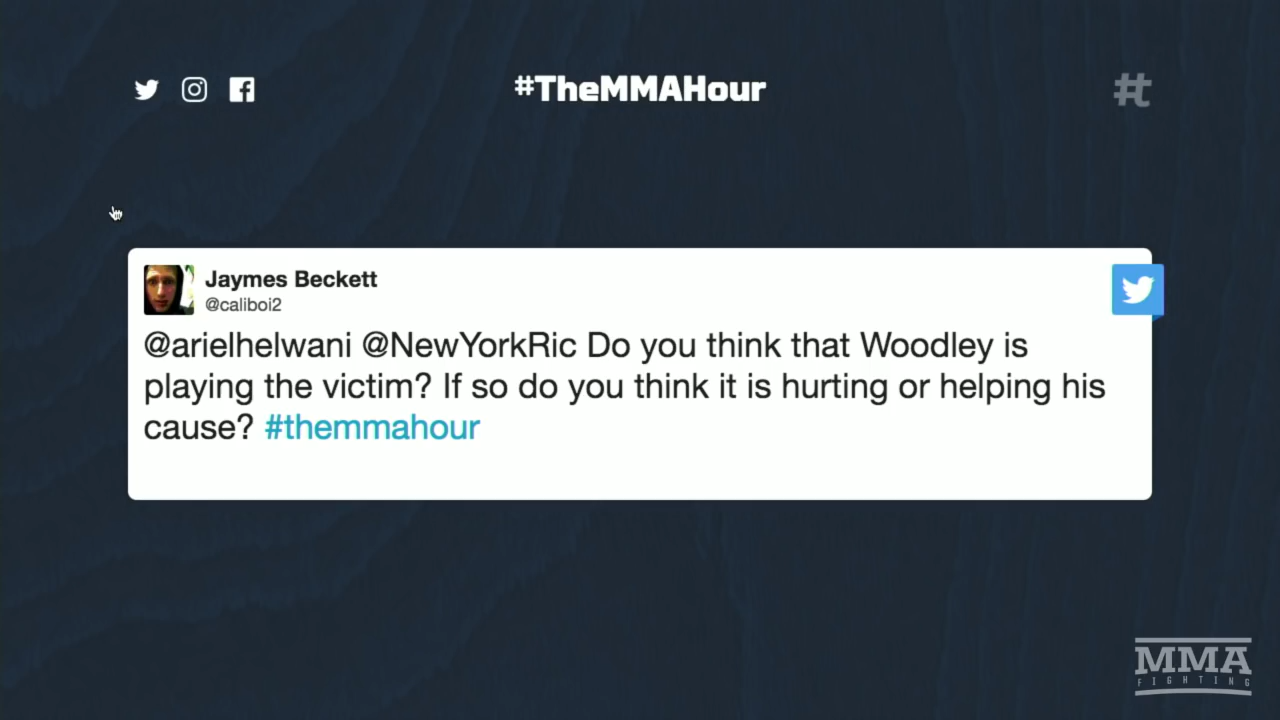 #TheMMAHour
Jaymes Beckett
@caliboi2
@arielhelwani @NewYorkRic Do you think that Woodley is
playing the victim? If so do you think it is hurting or helping his
cause? #themmahour
MMA
FIGHTING